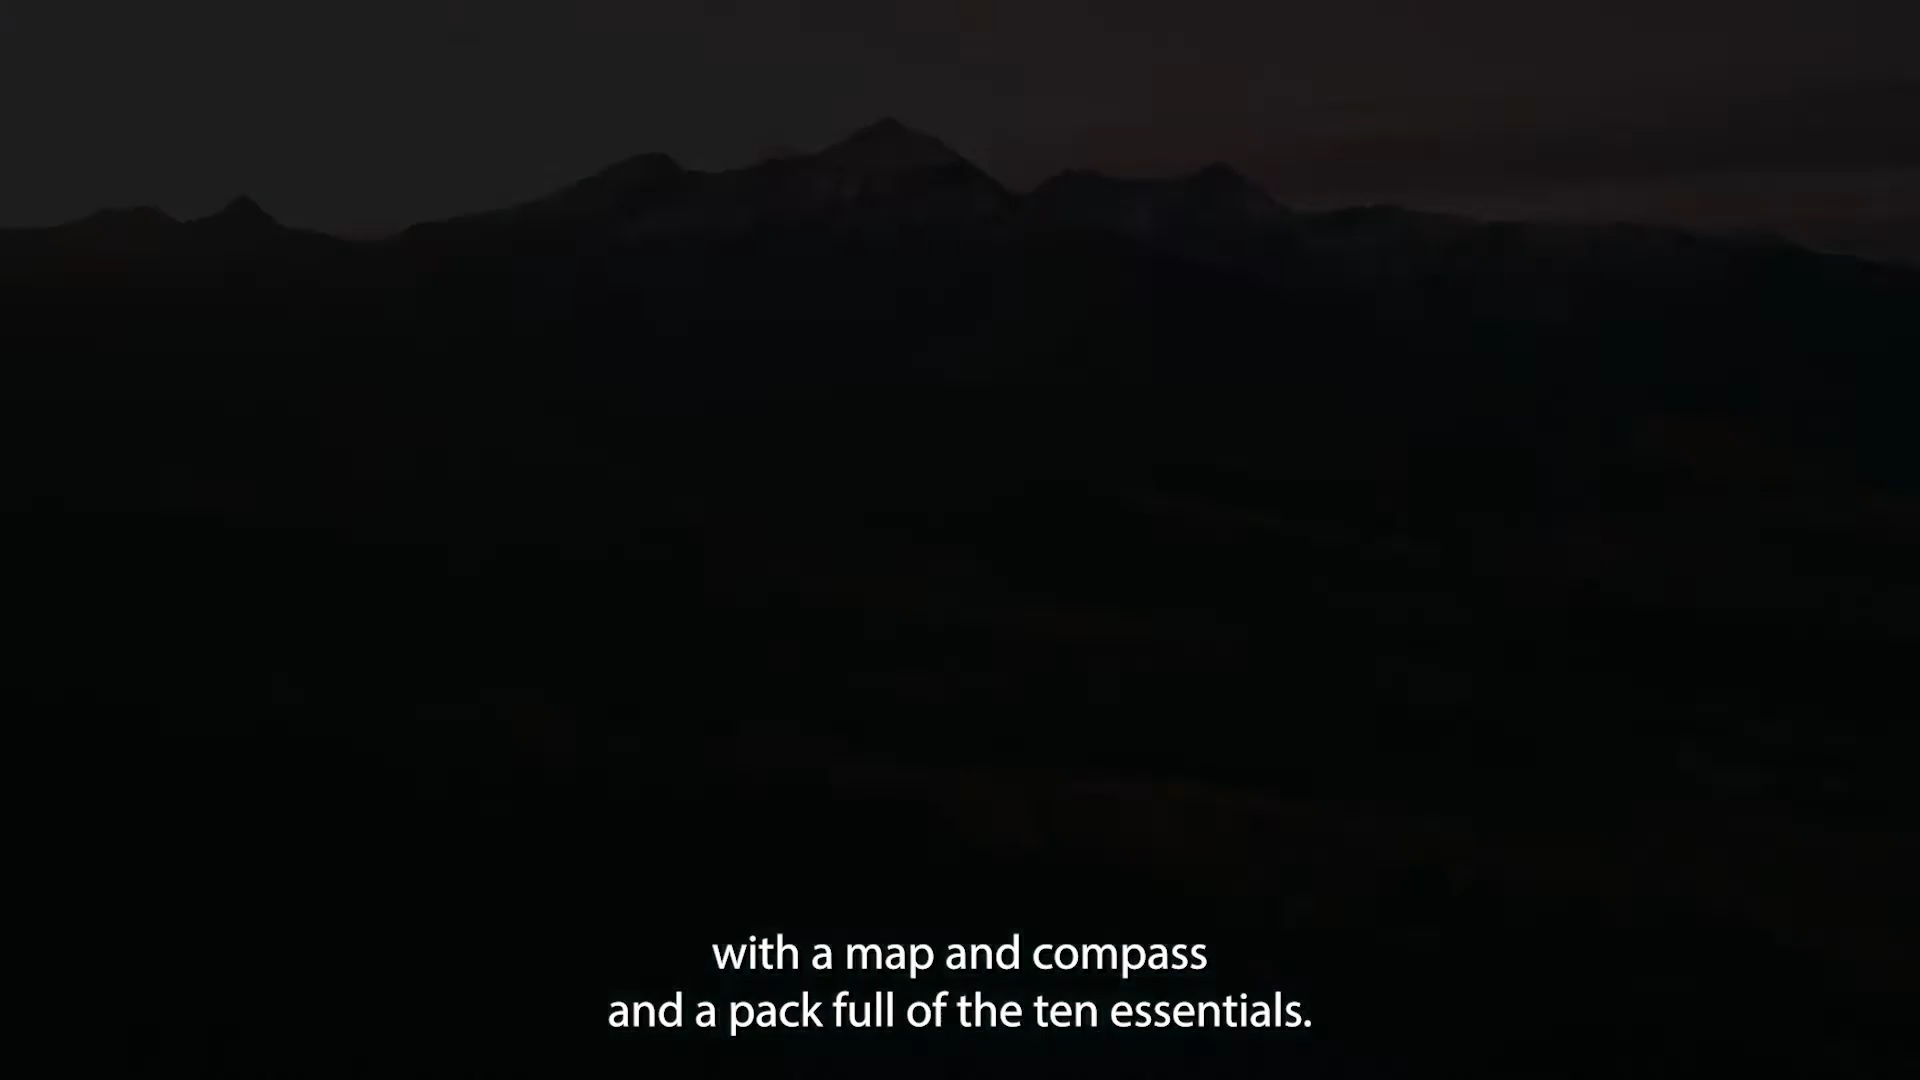 with a map and compass
and a pack full of the ten essentials.